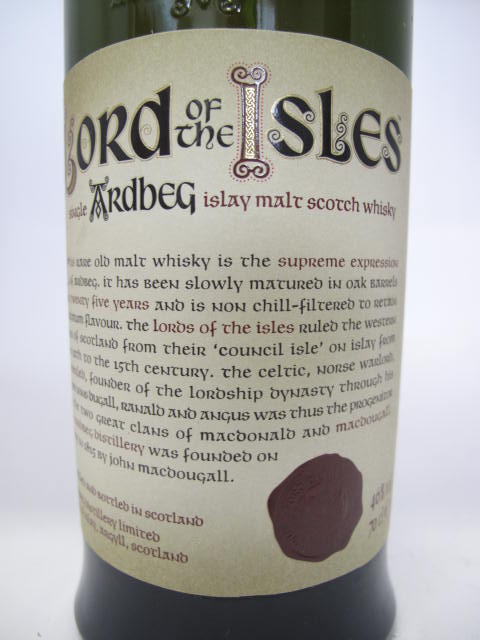 Lord of the Isles
single Ardbeg islay malt scotch whisky
rare old malt whisky is the supreme expression
of ardbeg. it has been slowly matured in oak barrels
twenty five years and is non chill-filtered to retain
flavour. the lords of the isles ruled the western
of scotland from their 'council isle' on islay from
to the 15th century. the celtic, norse warlord,
founder of the lordship dynasty through his
dugall, ranald and angus was thus the progenitor
two great clans of macdonald and macdougall.
distillery was founded on
1815 by john macdougall.
and bottled in scotland
distillery limited
argyll, scotland
46%
70 cl